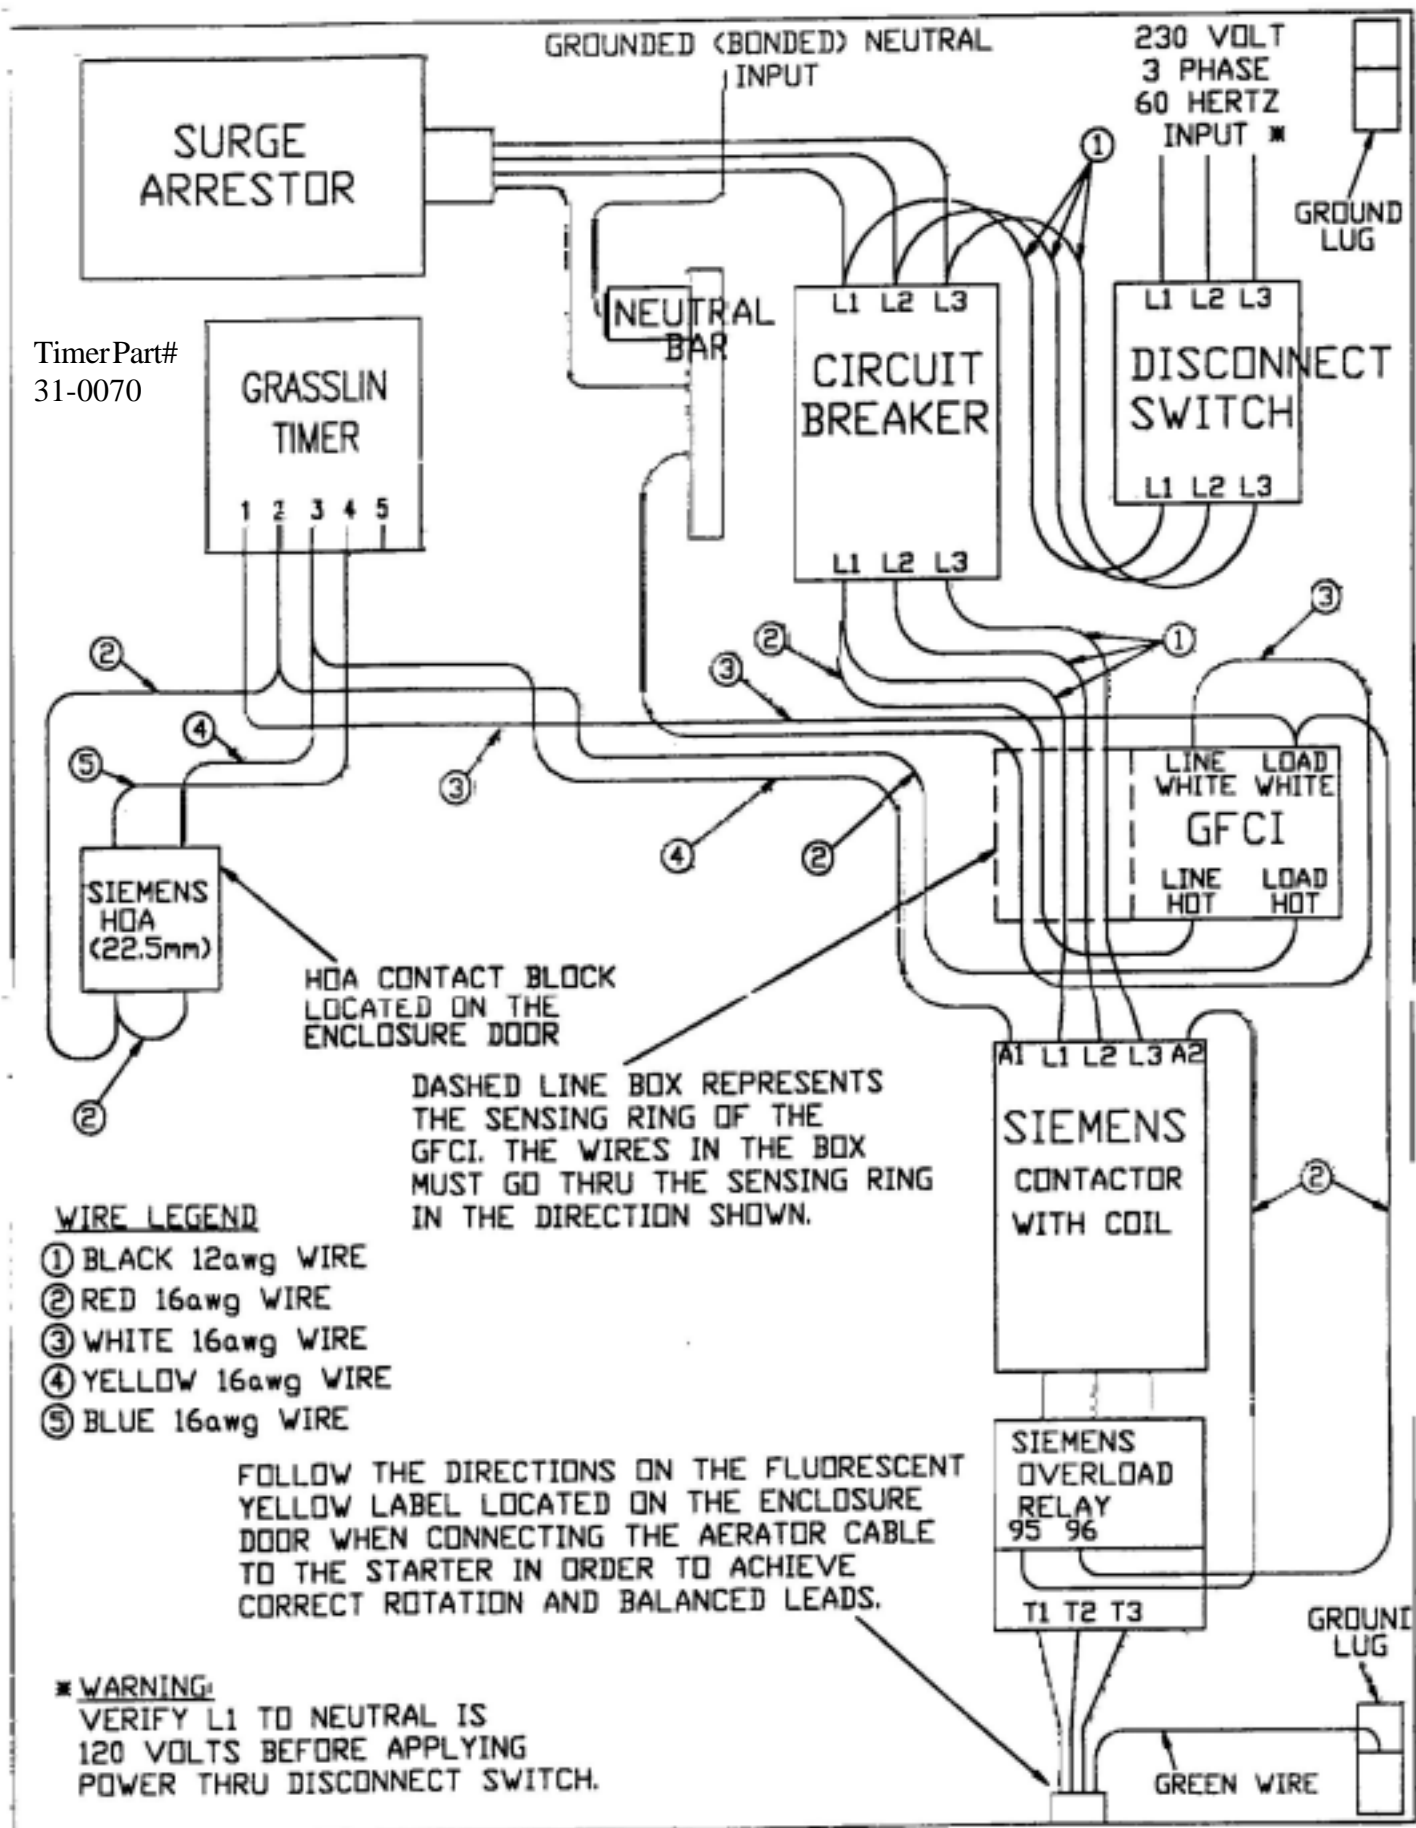 GROUNDED (BONDED) NEUTRAL
INPUT
230 VOLT
3 PHASE
60 HERTZ
INPUT *
GROUND
LUG
SURGE
ARRESTOR
1
NEUTRAL
BAR
L1 L2 L3
CIRCUIT
BREAKER
L1 L2 L3
L1 L2 L3
DISCONNECT
SWITCH
L1 L2 L3
Timer Part#
31-0070
GRASSLIN
TIMER
1 2 3 4 5
2
4
5
3
3
2
1
3
4
2
LINE LOAD
WHITE WHITE
GFCI
LINE LOAD
HOT HOT
SIEMENS
HOA
(22.5mm)
2
HOA CONTACT BLOCK
LOCATED ON THE
ENCLOSURE DOOR
DASHED LINE BOX REPRESENTS
THE SENSING RING OF THE
GFCI. THE WIRES IN THE BOX
MUST GO THRU THE SENSING RING
IN THE DIRECTION SHOWN.
A1 L1 L2 L3 A2
SIEMENS
CONTACTOR
WITH COIL
2
WIRE LEGEND
1 BLACK 12awg WIRE
2 RED 16awg WIRE
3 WHITE 16awg WIRE
4 YELLOW 16awg WIRE
5 BLUE 16awg WIRE
SIEMENS
OVERLOAD
RELAY
95 96
T1 T2 T3
FOLLOW THE DIRECTIONS ON THE FLUORESCENT
YELLOW LABEL LOCATED ON THE ENCLOSURE
DOOR WHEN CONNECTING THE AERATOR CABLE
TO THE STARTER IN ORDER TO ACHIEVE
CORRECT ROTATION AND BALANCED LEADS.
GROUND
LUG
GREEN WIRE
* WARNING:
VERIFY L1 TO NEUTRAL IS
120 VOLTS BEFORE APPLYING
POWER THRU DISCONNECT SWITCH.